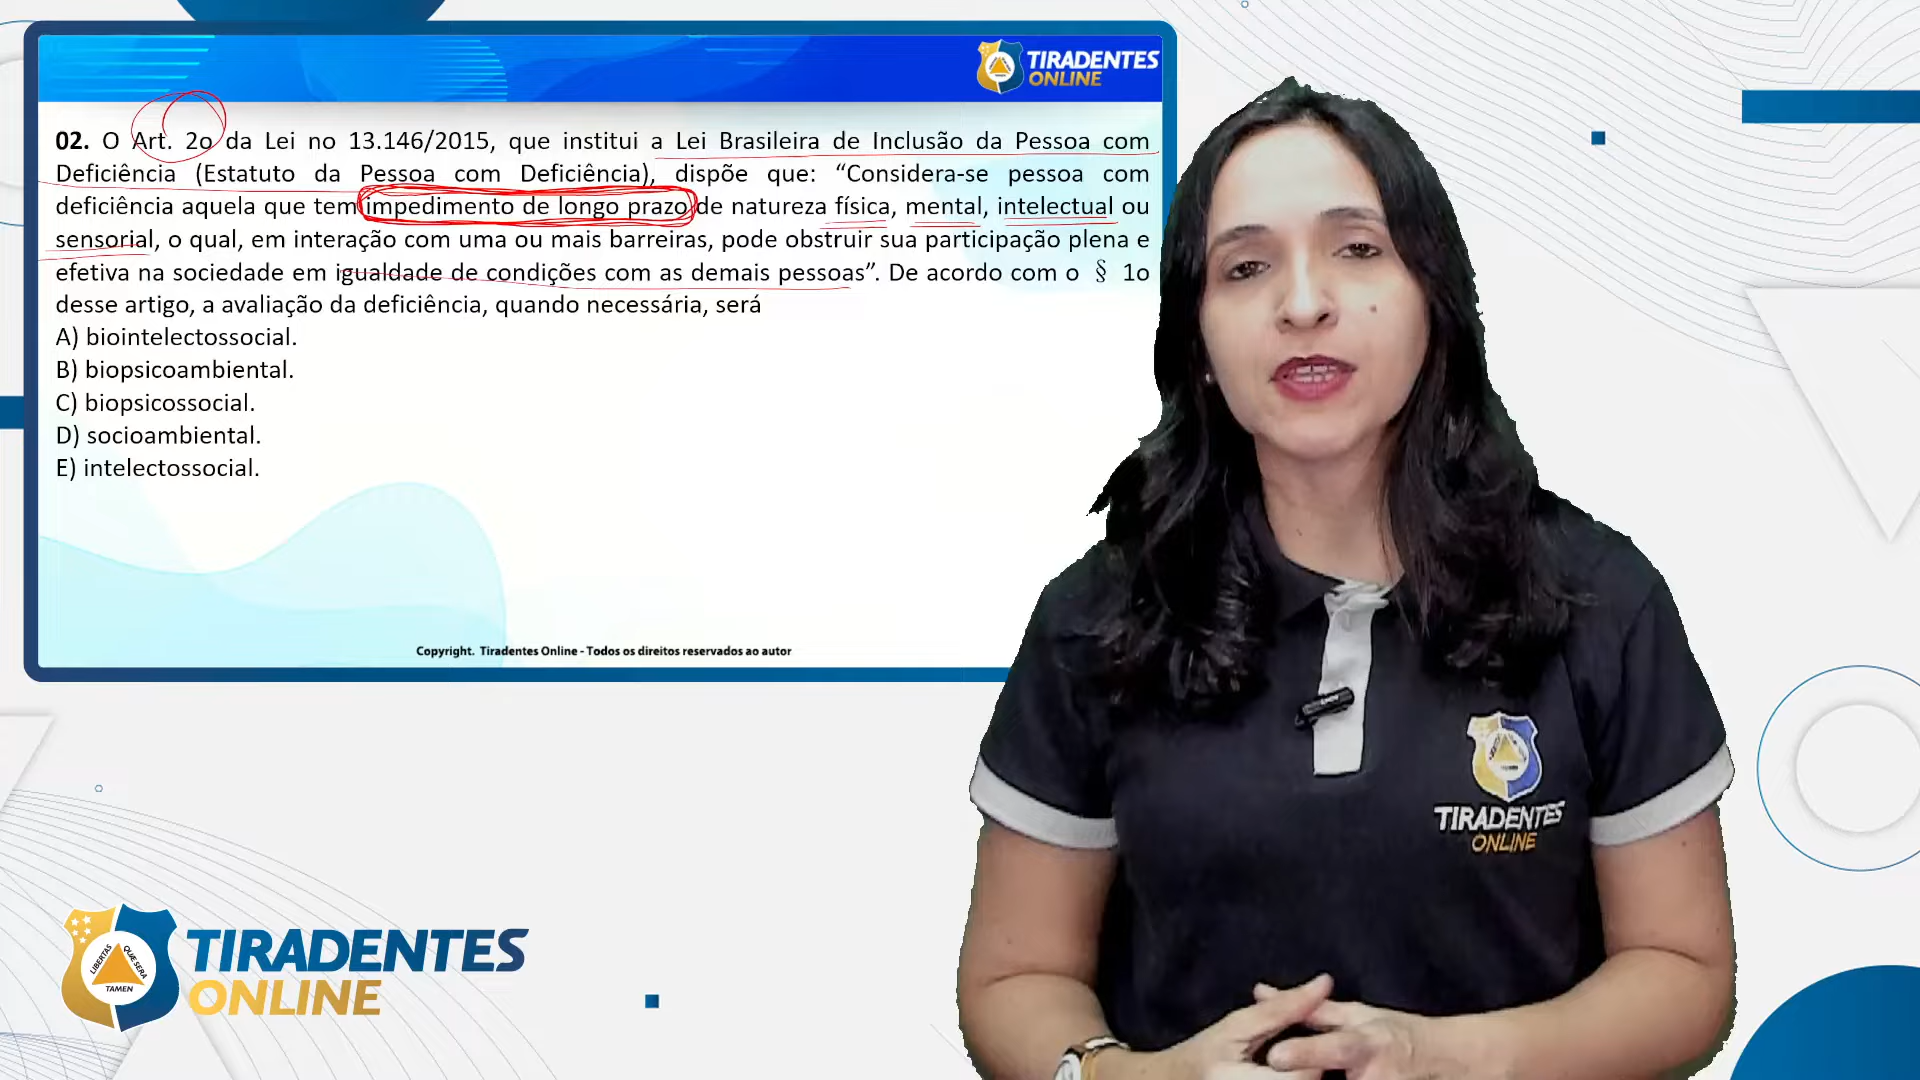 TIRADENTES
ONLINE
02. O Art. 2o da Lei no 13.146/2015, que institui a Lei Brasileira de Inclusão da Pessoa com
Deficiência (Estatuto da Pessoa com Deficiência), dispõe que: “Considera-se pessoa com
deficiência aquela que tem impedimento de longo prazo de natureza física, mental, intelectual ou
sensorial, o qual, em interação com uma ou mais barreiras, pode obstruir sua participação plena e
efetiva na sociedade em igualdade de condições com as demais pessoas”. De acordo com o § 1o
desse artigo, a avaliação da deficiência, quando necessária, será
A) biointelectossocial.
B) biopsicoambiental.
C) biopsicossocial.
D) socioambiental.
E) intelectossocial.
Copyright. Tiradentes Online - Todos os direitos reservados ao autor
TIRADENTES
ONLINE
LIBERTAS QUE SERA
TAMEN
TIRADENTES
ONLINE